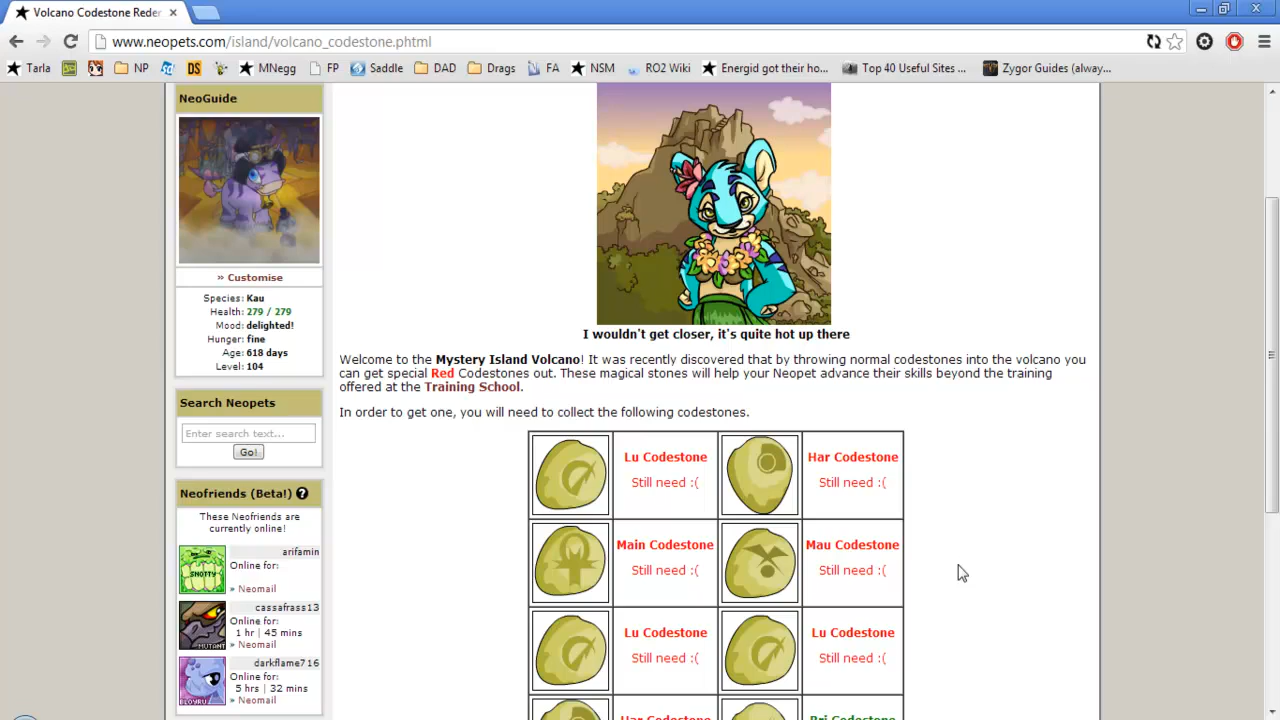 Volcano Codestone Reder
www.neopets.com/island/volcano_codestone.phtml
Tarla NP DS MNegg FP Saddle DAD Drags FA NSM RO2 Wiki Energid got their ho... Top 40 Useful Sites ... Zygor Guides (alway...
NeoGuide
» Customise
Species: Kau
Health: 279 / 279
Mood: delighted!
Hunger: fine
Age: 618 days
Level: 104
Search Neopets
Enter search text...
Go!
Neofriends (Beta!) ?
These Neofriends are
currently online!
arifamin
Online for:
SNOTTY
» Neomail
cassafrass13
Online for:
1 hr | 45 mins
MUTANT
» Neomail
darkflame716
Online for:
5 hrs | 32 mins
BLOYRU
» Neomail
I wouldn't get closer, it's quite hot up there
Welcome to the Mystery Island Volcano! It was recently discovered that by throwing normal codestones into the volcano you
can get special Red Codestones out. These magical stones will help your Neopet advance their skills beyond the training
offered at the Training School.
In order to get one, you will need to collect the following codestones.
Lu Codestone
Still need :(
Har Codestone
Still need :(
Main Codestone
Still need :(
Mau Codestone
Still need :(
Lu Codestone
Still need :(
Lu Codestone
Still need :(
Har Codestone
Bri Codestone